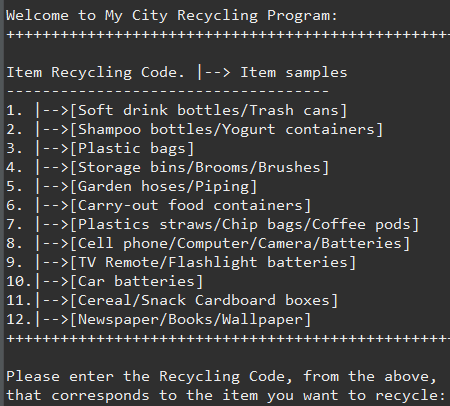 Welcome to My City Recycling Program:
++++++++++++++++++++++++++++++++++++++++++++++++++
Item Recycling Code. |--> Item samples
------------------------------------
1. |-->[Soft drink bottles/Trash cans]
2. |-->[Shampoo bottles/Yogurt containers]
3. |-->[Plastic bags]
4. |-->[Storage bins/Brooms/Brushes]
5. |-->[Garden hoses/Piping]
6. |-->[Carry-out food containers]
7. |-->[Plastics straws/Chip bags/Coffee pods]
8. |-->[Cell phone/Computer/Camera/Batteries]
9. |-->[TV Remote/Flashlight batteries]
10.|-->[Car batteries]
11.|-->[Cereal/Snack Cardboard boxes]
12.|-->[Newspaper/Books/Wallpaper]
++++++++++++++++++++++++++++++++++++++++++++++++++
Please enter the Recycling Code, from the above,
that corresponds to the item you want to recycle: